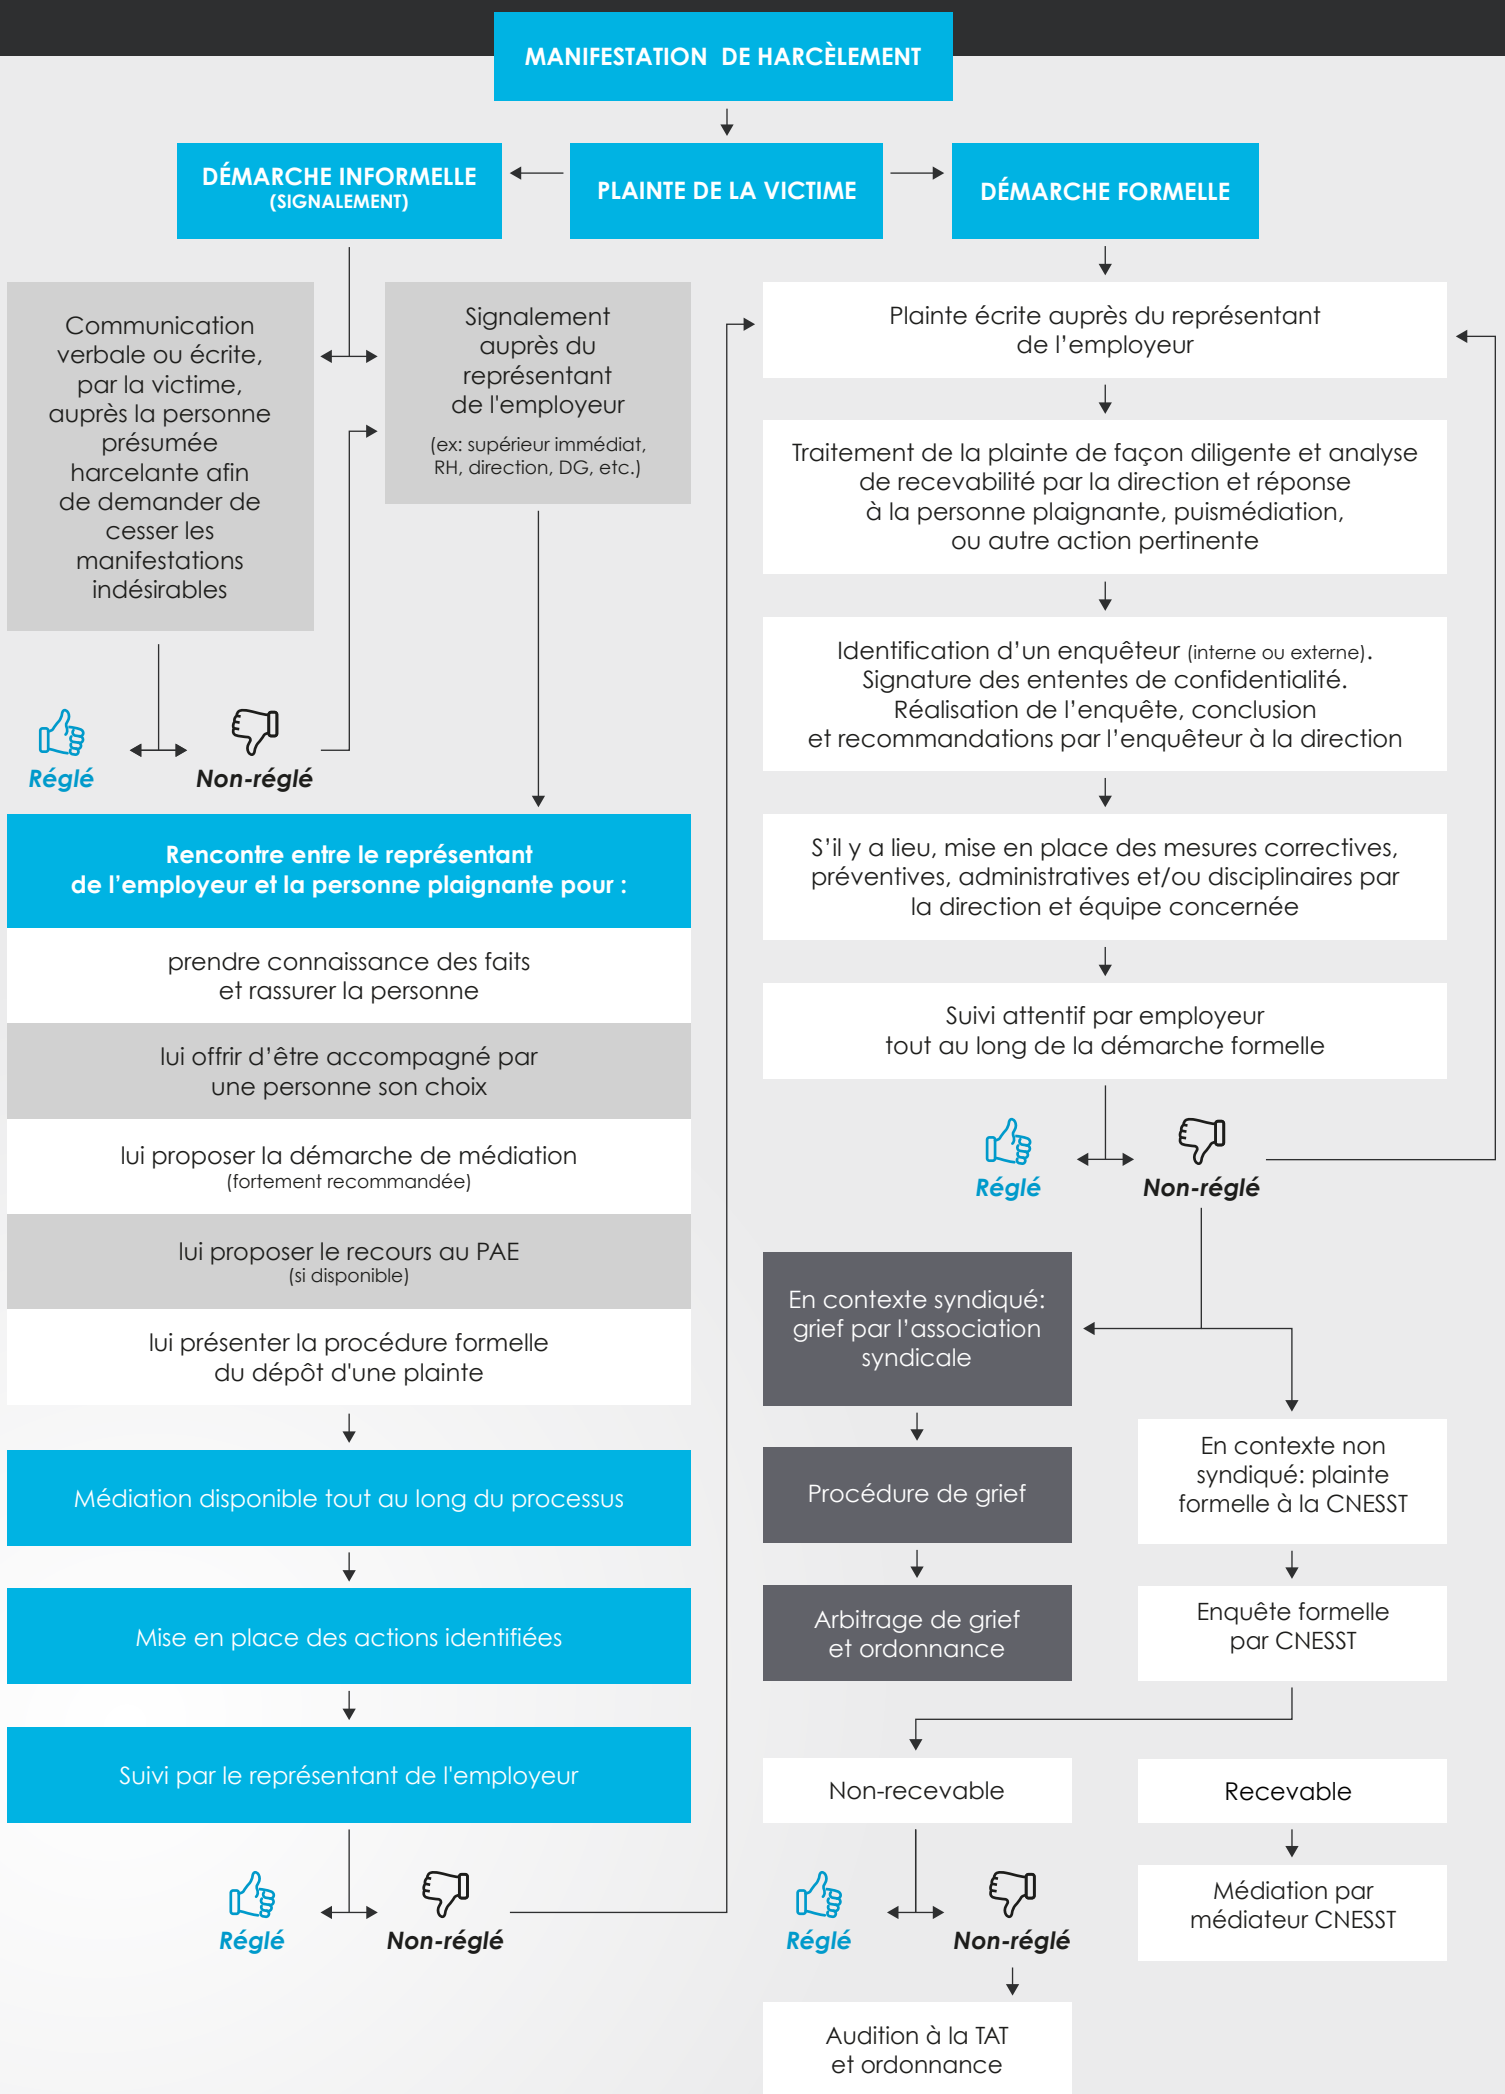 MANIFESTATION DE HARCÈLEMENT
DÉMARCHE INFORMELLE
(SIGNALEMENT)
PLAINTE DE LA VICTIME
DÉMARCHE FORMELLE
Communication
verbale ou écrite,
par la victime,
auprès la personne
présumée
harcelante afin
de demander de
cesser les
manifestations
indésirables
Signalement
auprès du
représentant
de l'employeur
(ex: supérieur immédiat,
RH, direction, DG, etc.)
Réglé
Non-réglé
Rencontre entre le représentant
de l’employeur et la personne plaignante pour :
prendre connaissance des faits
et rassurer la personne
lui offrir d’être accompagné par
une personne son choix
lui proposer la démarche de médiation
(fortement recommandée)
lui proposer le recours au PAE
(si disponible)
lui présenter la procédure formelle
du dépôt d'une plainte
Médiation disponible tout au long du processus
Mise en place des actions identifiées
Suivi par le représentant de l'employeur
Réglé
Non-réglé
Plainte écrite auprès du représentant
de l’employeur
Traitement de la plainte de façon diligente et analyse
de recevabilité par la direction et réponse
à la personne plaignante, puismédiation,
ou autre action pertinente
Identification d’un enquêteur (interne ou externe).
Signature des ententes de confidentialité.
Réalisation de l’enquête, conclusion
et recommandations par l’enquêteur à la direction
S’il y a lieu, mise en place des mesures correctives,
préventives, administratives et/ou disciplinaires par
la direction et équipe concernée
Suivi attentif par employeur
tout au long de la démarche formelle
Réglé
Non-réglé
En contexte syndiqué:
grief par l’association
syndicale
Procédure de grief
Arbitrage de grief
et ordonnance
En contexte non
syndiqué: plainte
formelle à la CNESST
Enquête formelle
par CNESST
Non-recevable
Recevable
Médiation par
médiateur CNESST
Réglé
Non-réglé
Audition à la TAT
et ordonnance